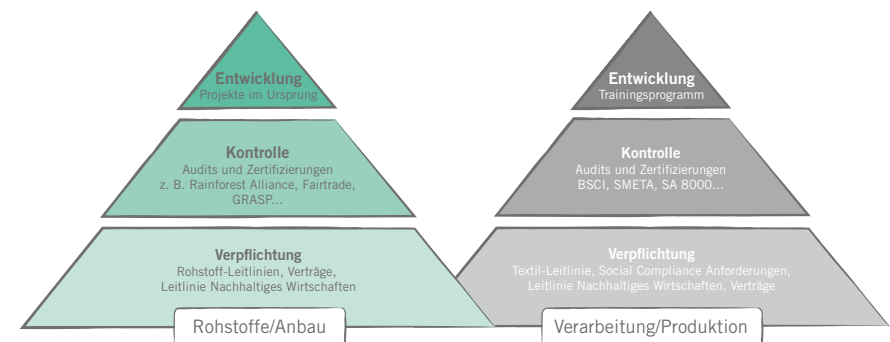 Entwicklung
Projekte im Ursprung
Kontrolle
Audits und Zertifizierungen
z. B. Rainforest Alliance, Fairtrade,
GRASP...
Verpflichtung
Rohstoff-Leitlinien, Verträge,
Leitlinie Nachhaltiges Wirtschaften
Rohstoffe/Anbau
Entwicklung
Trainingsprogramm
Kontrolle
Audits und Zertifizierungen
BSCI, SMETA, SA 8000...
Verpflichtung
Textil-Leitlinie, Social Compliance Anforderungen,
Leitlinie Nachhaltiges Wirtschaften, Verträge
Verarbeitung/Produktion